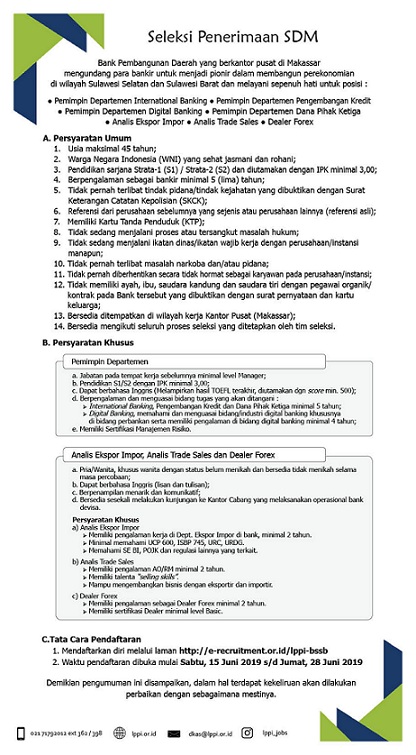 Seleksi Penerimaan SDM
Bank Pembangunan Daerah yang berkantor pusat di Makassar
mengundang para bankir untuk menjadi pionir dalam membangun perekonomian
di wilayah Sulawesi Selatan dan Sulawesi Barat dan melayani sepenuh hati untuk posisi :
● Pemimpin Departemen International Banking ● Pemimpin Departemen Pengembangan Kredit
● Pemimpin Departemen Digital Banking ● Pemimpin Departemen Dana Pihak Ketiga
● Analis Ekspor Impor ● Analis Trade Sales ● Dealer Forex
A. Persyaratan Umum
1. Usia maksimal 45 tahun;
2. Warga Negara Indonesia (WNI) yang sehat jasmani dan rohani;
3. Pendidikan sarjana Strata-1 (S1) / Strata-2 (S2) dan diutamakan dengan IPK minimal 3,00;
4. Berpengalaman sebagai bankir minimal 5 (lima) tahun;
5. Tidak pernah terlibat tindak pidana/tindak kejahatan yang dibuktikan dengan Surat
Keterangan Catatan Kepolisian (SKCK);
6. Referensi dari perusahaan sebelumnya yang sejenis atau perusahaan lainnya (referensi asli);
7. Memiliki Kartu Tanda Penduduk (KTP);
8. Tidak sedang menjalani proses atau tersangkut masalah hukum;
9. Tidak sedang menjalani ikatan dinas/ikatan wajib kerja dengan perusahaan/instansi
manapun;
10. Tidak pernah terlibat masalah narkoba dan/atau pidana;
11. Tidak pernah diberhentikan secara tidak hormat sebagai karyawan pada perusahaan/instansi;
12. Tidak memiliki ayah, ibu, saudara kandung dan saudara tiri dengan pegawai organik/
kontrak pada Bank tersebut yang dibuktikan dengan surat pernyataan dan kartu
keluarga;
13. Bersedia ditempatkan di wilayah kerja Kantor Pusat (Makassar);
14. Bersedia mengikuti seluruh proses seleksi yang ditetapkan oleh tim seleksi.
B. Persyaratan Khusus
Pemimpin Departemen
a. Jabatan pada tempat kerja sebelumnya minimal level Manager;
b. Pendidikan S1/S2 dengan IPK minimal 3,00;
c. Dapat berbahasa Inggris (Melampirkan hasil TOEFL terakhir, diutamakan dgn score min. 500);
d. Berpengalaman dan menguasai bidang tugas yang akan ditangani :
➤ International Banking, Pengembangan Kredit dan Dana Pihak Ketiga minimal 5 tahun;
➤ Digital Banking, memahami dan menguasai bidang/industri digital banking khususnya
di bidang perbankan serta memiliki pengalaman di bidang digital banking minimal 4 tahun;
e. Memiliki Sertifikasi Manajemen Risiko.
Analis Ekspor Impor, Analis Trade Sales dan Dealer Forex
a. Pria/Wanita, khusus wanita dengan status belum menikah dan bersedia tidak menikah selama
masa percobaan;
b. Dapat berbahasa Inggris (lisan dan tulisan);
c. Berpenampilan menarik dan komunikatif;
d. Bersedia sesekali melakukan kunjungan ke Kantor Cabang yang melaksanakan operasional bank
devisa.
Persyaratan Khusus
a) Analis Ekspor Impor
➤ Memiliki pengalaman kerja di Dept. Ekspor Impor di bank, minimal 2 tahun.
➤ Minimal memahami UCP 600, ISBP 745, URC, URDG.
➤ Memahami SE BI, POJK dan regulasi lainnya yang terkait.
b) Analis Trade Sales
➤ Memiliki pengalaman AO/RM minimal 2 tahun.
➤ Memiliki talenta "selling skills".
➤ Mampu mengembangkan bisnis dengan eksportir dan importir.
c) Dealer Forex
➤ Memiliki pengalaman sebagai Dealer Forex minimal 2 tahun.
➤ Memiliki sertifikasi Dealer minimal level Basic.
C.Tata Cara Pendaftaran
1. Mendaftarkan diri melalui laman http://e-recruitment.or.id/lppi-bssb
2. Waktu pendaftaran dibuka mulai Sabtu, 15 Juni 2019 s/d Jumat, 28 Juni 2019
Demikian pengumuman ini disampaikan, dalam hal terdapat kekeliruan akan dilakukan
perbaikan dengan sebagaimana mestinya.
021 71792012 ext 362 / 398 lppi.or.id dkas@lppi.or.id lppi_jobs